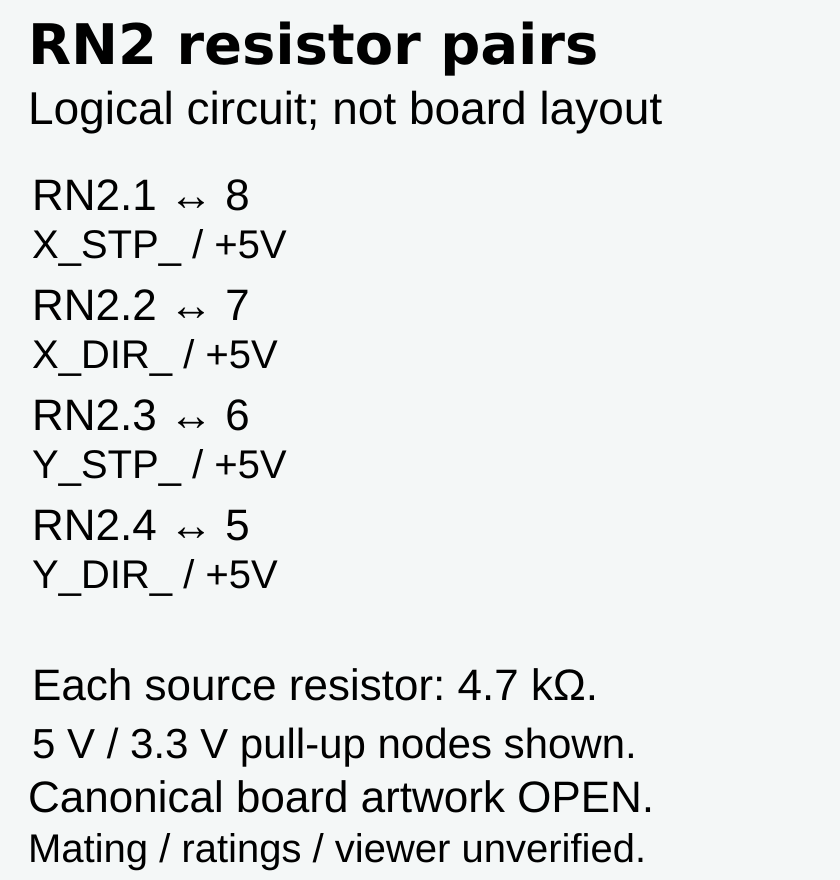 RN2 resistor pairs
Logical circuit; not board layout
RN2.1 ↔ 8
X_STP_ / +5V
RN2.2 ↔ 7
X_DIR_ / +5V
RN2.3 ↔ 6
Y_STP_ / +5V
RN2.4 ↔ 5
Y_DIR_ / +5V
Each source resistor: 4.7 kΩ.
5 V / 3.3 V pull-up nodes shown.
Canonical board artwork OPEN.
Mating / ratings / viewer unverified.